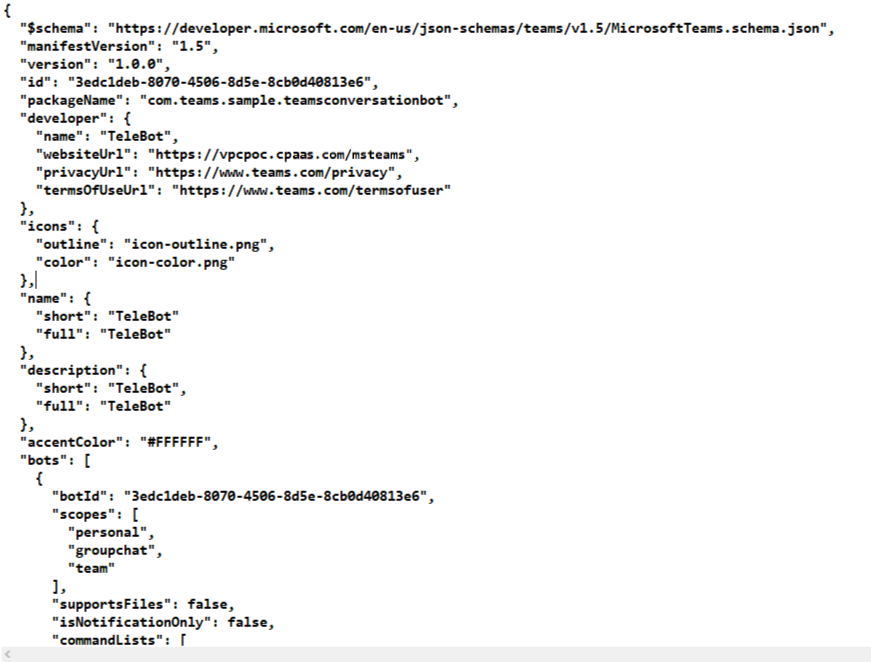 {
  "$schema": "https://developer.microsoft.com/en-us/json-schemas/teams/v1.5/MicrosoftTeams.schema.json",
  "manifestVersion": "1.5",
  "version": "1.0.0",
  "id": "3edc1deb-8070-4506-8d5e-8cb0d40813e6",
  "packageName": "com.teams.sample.teamsconversationbot",
  "developer": {
    "name": "TeleBot",
    "websiteUrl": "https://vpcpoc.cpaas.com/msteams",
    "privacyUrl": "https://www.teams.com/privacy",
    "termsOfUseUrl": "https://www.teams.com/termsofuser"
  },
  "icons": {
    "outline": "icon-outline.png",
    "color": "icon-color.png"
  },
  "name": {
    "short": "TeleBot"
    "full": "TeleBot"
  },
  "description": {
    "short": "TeleBot",
    "full": "TeleBot"
  },
  "accentColor": "#FFFFFF",
  "bots": [
    {
      "botId": "3edc1deb-8070-4506-8d5e-8cb0d40813e6",
      "scopes": [
        "personal",
        "groupchat",
        "team"
      ],
      "supportsFiles": false,
      "isNotificationOnly": false,
      "commandLists": [